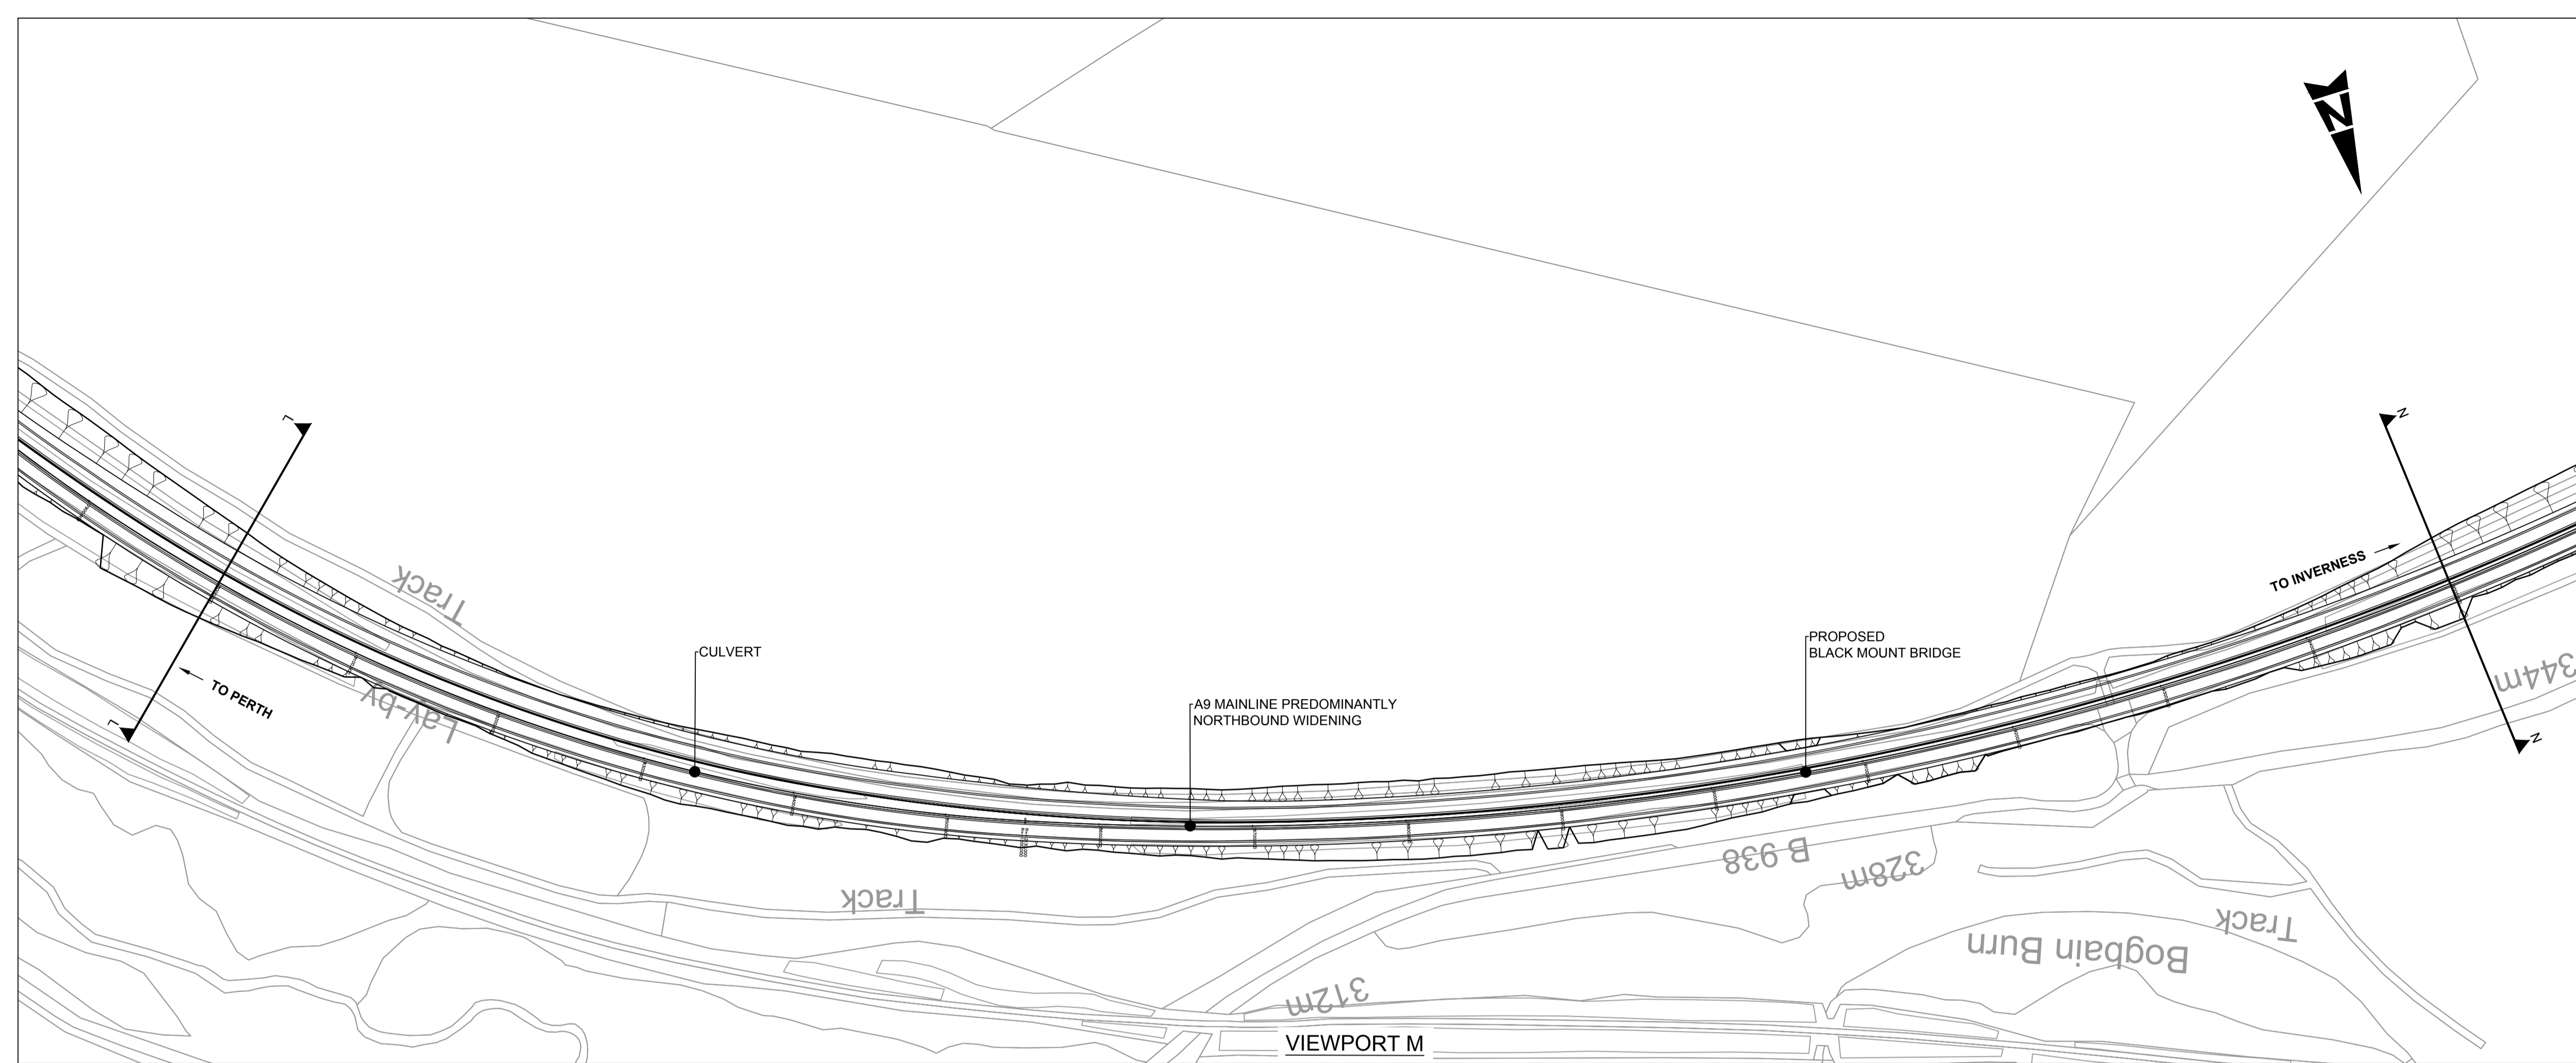 N
L
L
TO PERTH
Track
Lay-by
CULVERT
A9 MAINLINE PREDOMINANTLY
NORTHBOUND WIDENING
PROPOSED
BLACK MOUNT BRIDGE
TO INVERNESS
N
N
344m
B 938
328m
Track
Track
Bogbain Burn
312m
VIEWPORT M